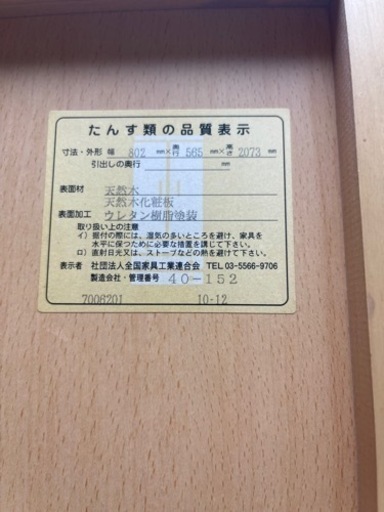 たんす類の品質表示
寸法・外形 幅 802 mm×奥行 565 mm×高さ 2073 mm
引出しの奥行 mm
表面材 天然木
天然木化粧板
表面加工 ウレタン樹脂塗装
取り扱い上の注意
イ）据付の際には、湿気の多いところを避け、家具を
水平に保つために必要な措置を講じて下さい。
ロ）直射日光又は、ストーブなどの熱を避けて下さい。
表示者 社団法人全国家具工業連合会 TEL 03-5566-9706
製造会社・管理番号 40-152
7006201 10-12